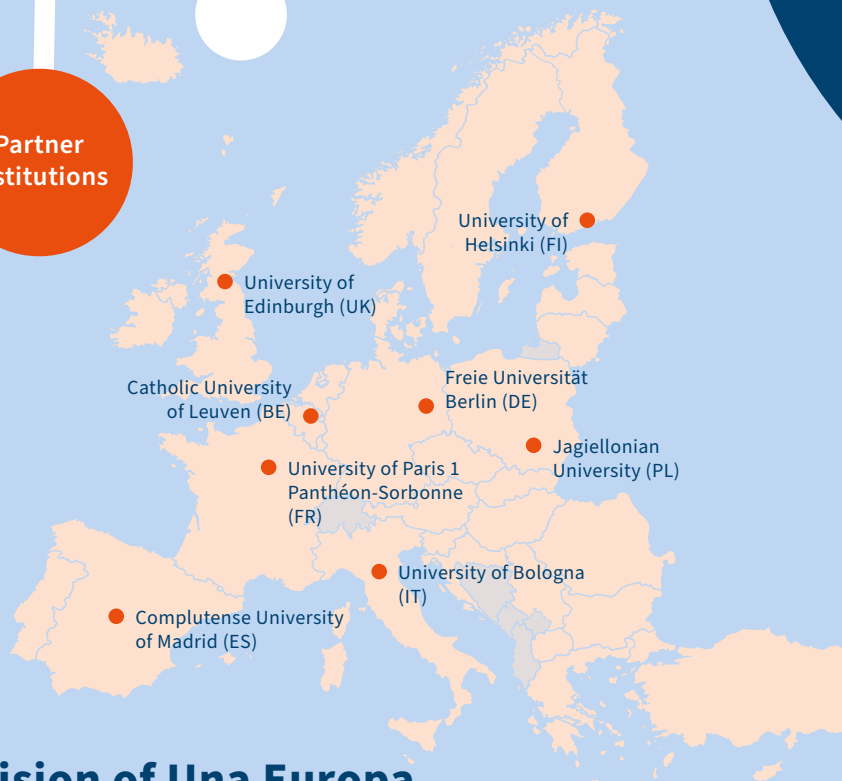 Partner
stitutions
University of
Helsinki (FI)
University of
Edinburgh (UK)
Freie Universität
Berlin (DE)
Catholic University
of Leuven (BE)
Jagiellonian
University (PL)
University of Paris 1
Panthéon-Sorbonne
(FR)
University of Bologna
(IT)
Complutense University
of Madrid (ES)
ision of Una Europa